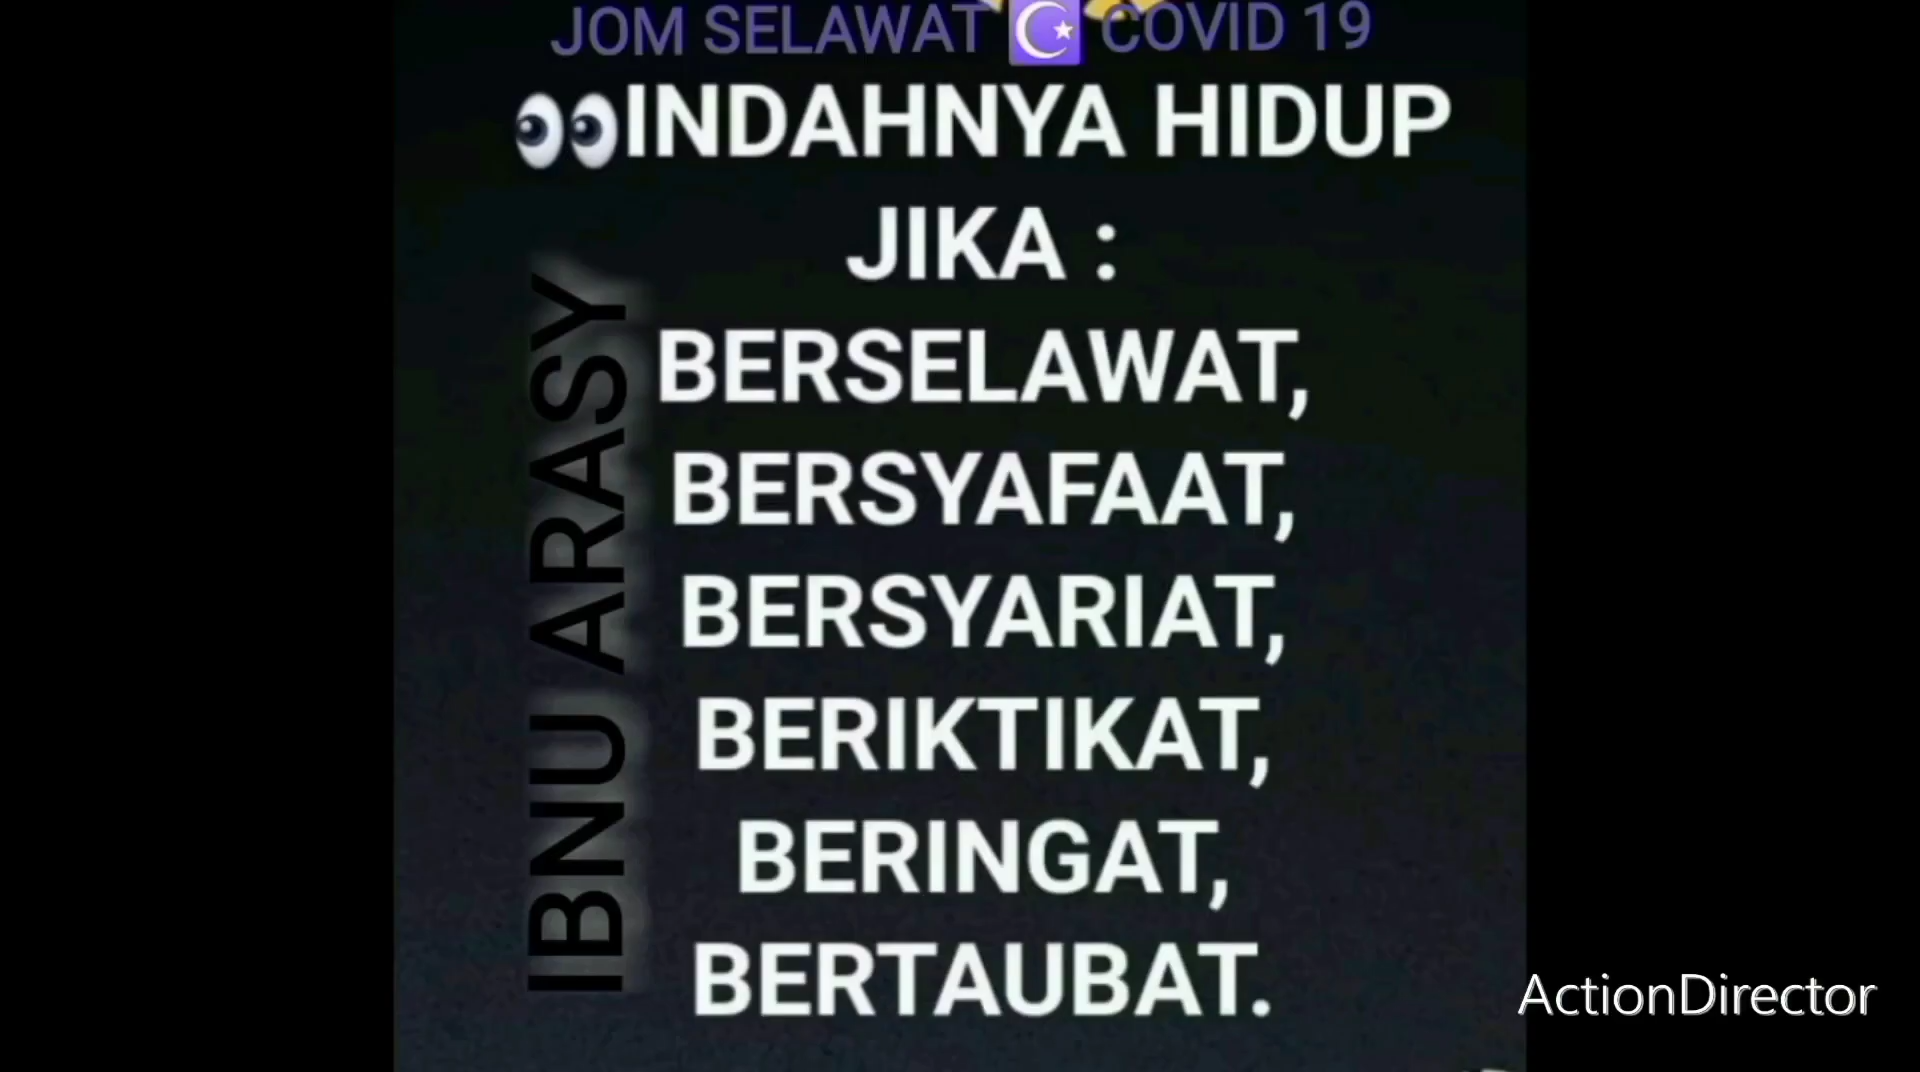 JOM SELAWAT ☪ COVID 19
👀INDAHNYA HIDUP
JIKA :
BERSELAWAT,
BERSYAFAAT,
BERSYARIAT,
BERIKTIKAT,
BERINGAT,
BERTAUBAT.
IBNU ARASY
ActionDirector